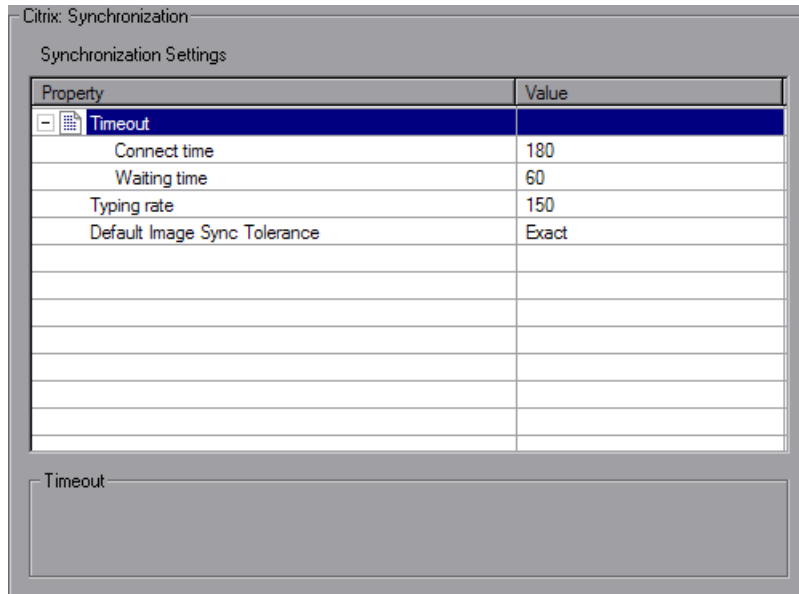 Citrix: Synchronization
Synchronization Settings
Property Value
Timeout
Connect time 180
Waiting time 60
Typing rate 150
Default Image Sync Tolerance Exact
Timeout